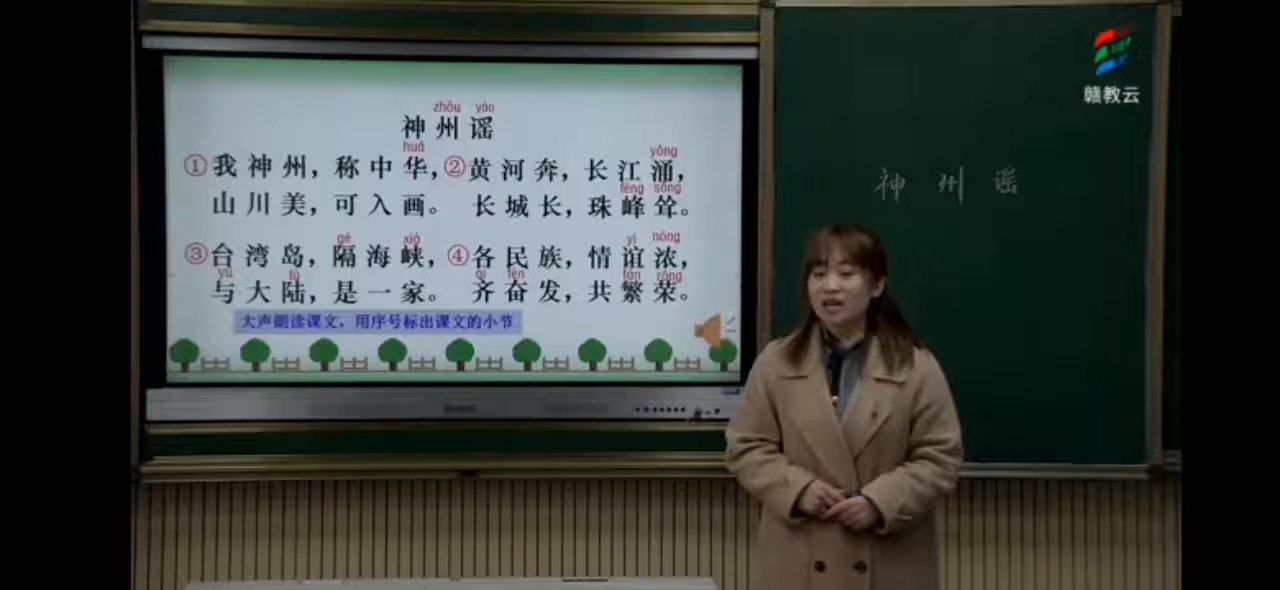 zhōu yáo
神州谣
huá
①我神州，称中华，
山川美，可入画。
yǒng
②黄河奔，长江涌，
fēng sǒng
长城长，珠峰耸。
gé xiá
③台湾岛，隔海峡，
yǔ lù
与大陆，是一家。
yì nóng
④各民族，情谊浓，
qí fèn fán róng
齐奋发，共繁荣。
大声朗读课文，用序号标出课文的小节
赣教云
神州谣